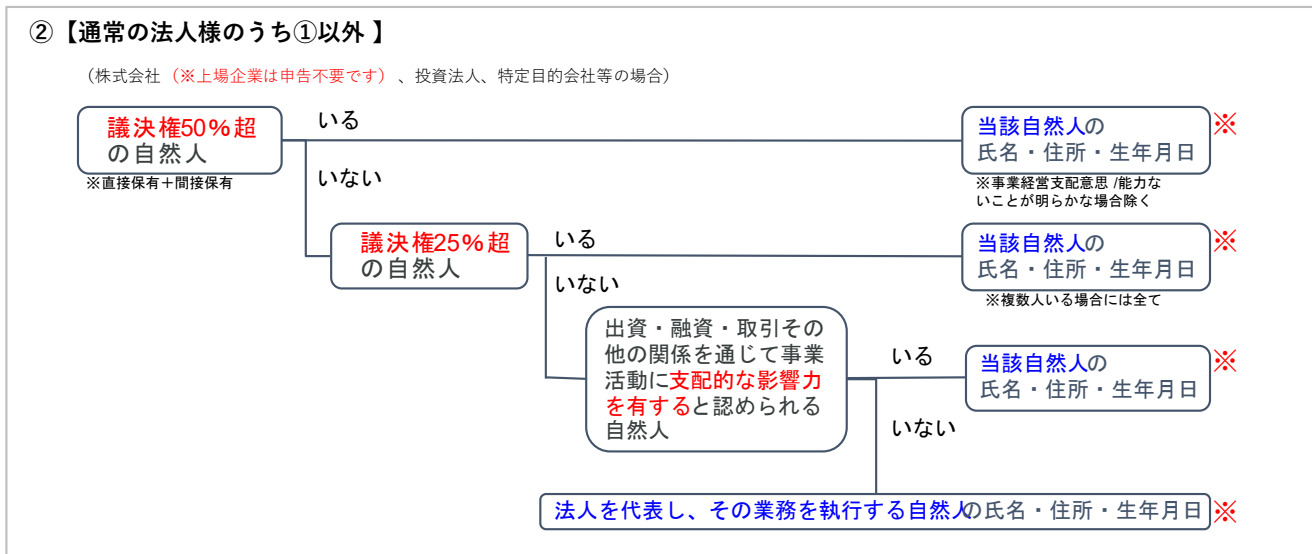 ②【通常の法人様のうち①以外 】
（株式会社 （※上場企業は申告不要です） 、投資法人、特定目的会社等の場合）
議決権50%超
の自然人
※直接保有＋間接保有
いる
当該自然人の
氏名・住所・生年月日
※
※事業経営支配意思 /能力な
いことが明らかな場合除く
いない
議決権25%超
の自然人
いる
当該自然人の
氏名・住所・生年月日
※
※複数人いる場合には全て
いない
出資・融資・取引その
他の関係を通じて事業
活動に支配的な影響力
を有すると認められる
自然人
いる
当該自然人の
氏名・住所・生年月日
※
いない
法人を代表し、その業務を執行する自然人の氏名・住所・生年月日
※